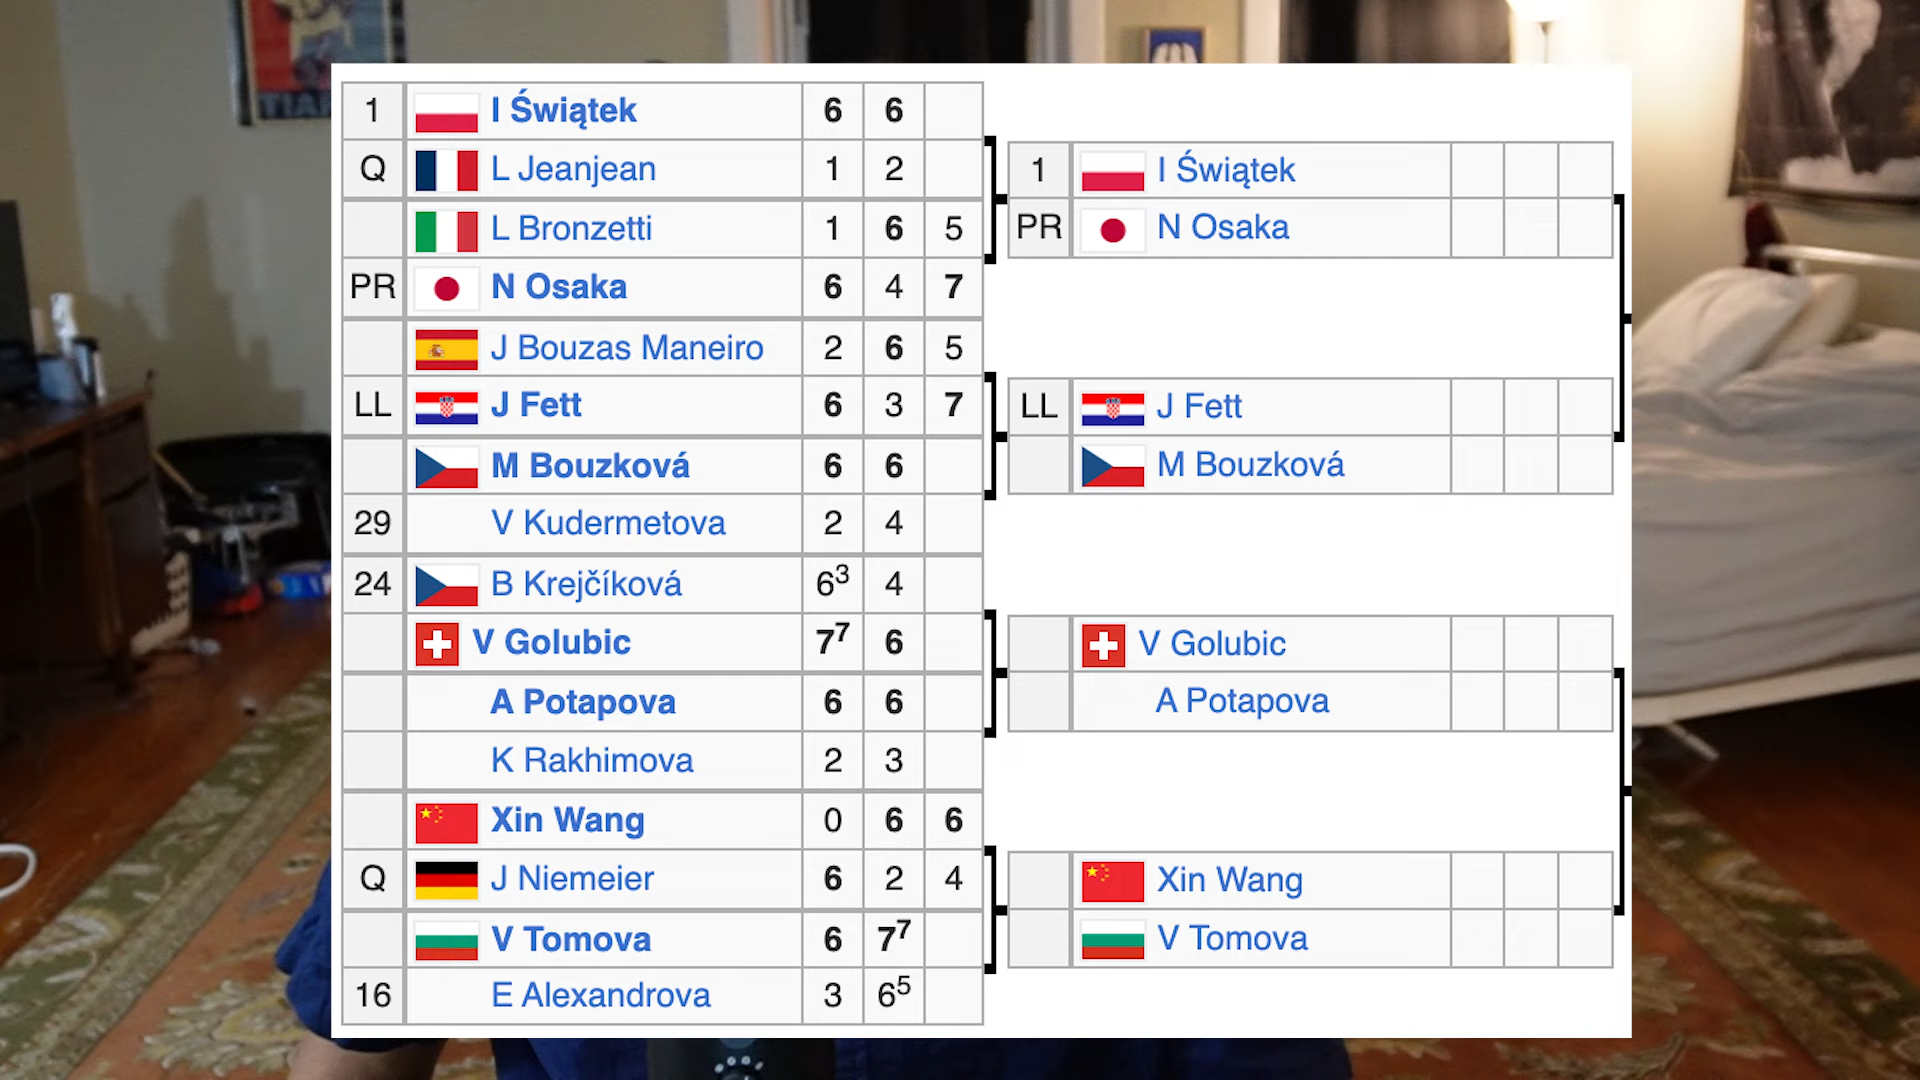 1 I Świątek 6 6
Q L Jeanjean 1 2
L Bronzetti 1 6 5
PR N Osaka 6 4 7
J Bouzas Maneiro 2 6 5
LL J Fett 6 3 7
M Bouzková 6 6
29 V Kudermetova 2 4
24 B Krejčíková 6³ 4
V Golubic 7⁷ 6
A Potapova 6 6
K Rakhimova 2 3
Xin Wang 0 6 6
Q J Niemeier 6 2 4
V Tomova 6 7⁷
16 E Alexandrova 3 6⁵
1 I Świątek
PR N Osaka
LL J Fett
M Bouzková
V Golubic
A Potapova
Xin Wang
V Tomova